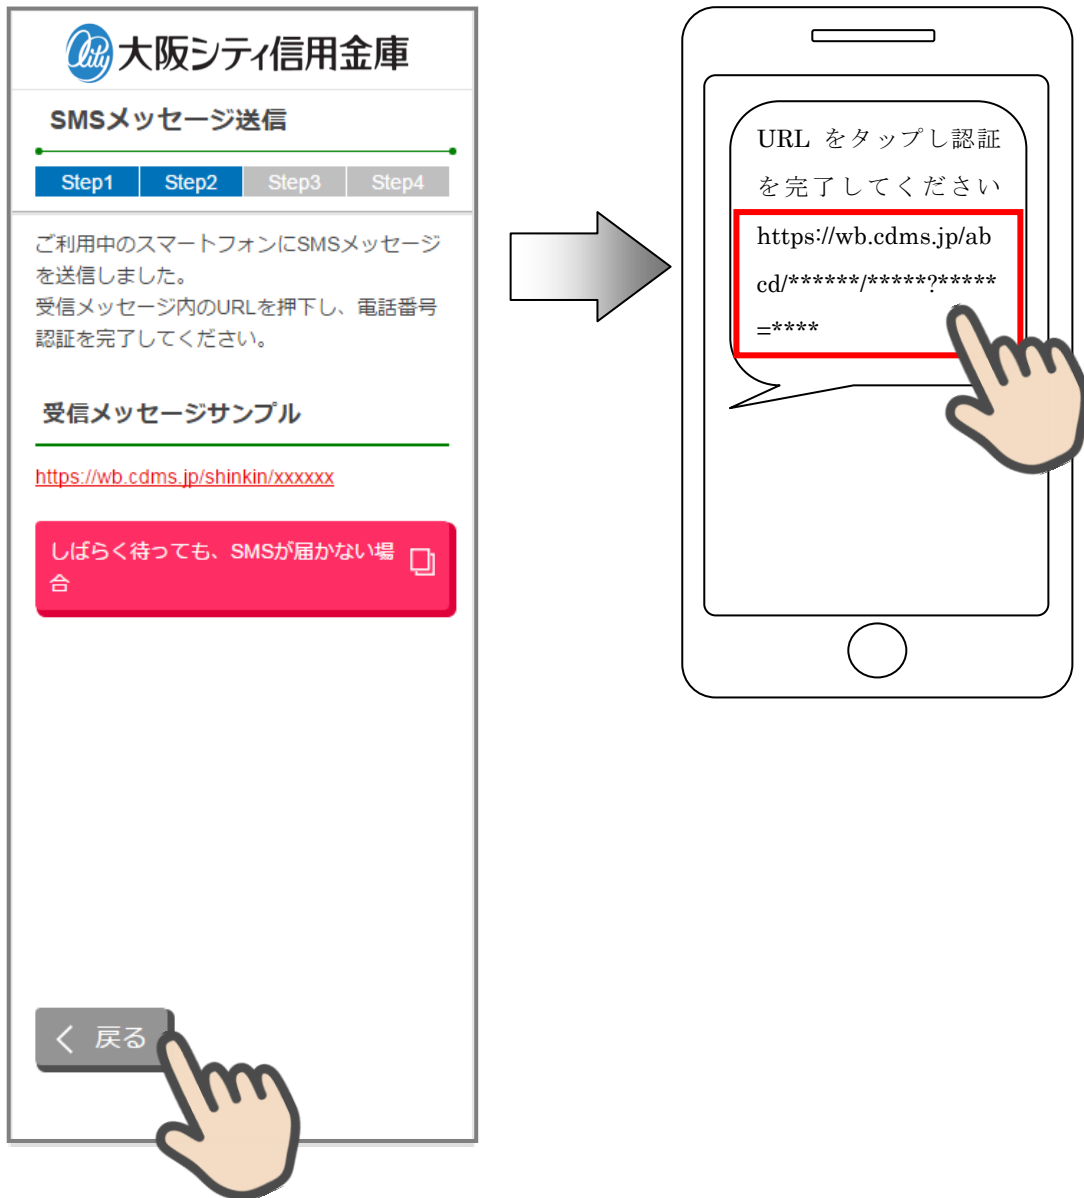 City 大阪シティ信用金庫
SMSメッセージ送信
Step1 Step2 Step3 Step4
ご利用中のスマートフォンにSMSメッセージ
を送信しました。
受信メッセージ内のURLを押下し、電話番号
認証を完了してください。
受信メッセージサンプル
https://wb.cdms.jp/shinkin/xxxxxx
しばらく待っても、SMSが届かない場
合
戻る
URL をタップし認証
を完了してください
https://wb.cdms.jp/ab
cd/******/*****?*****
=****